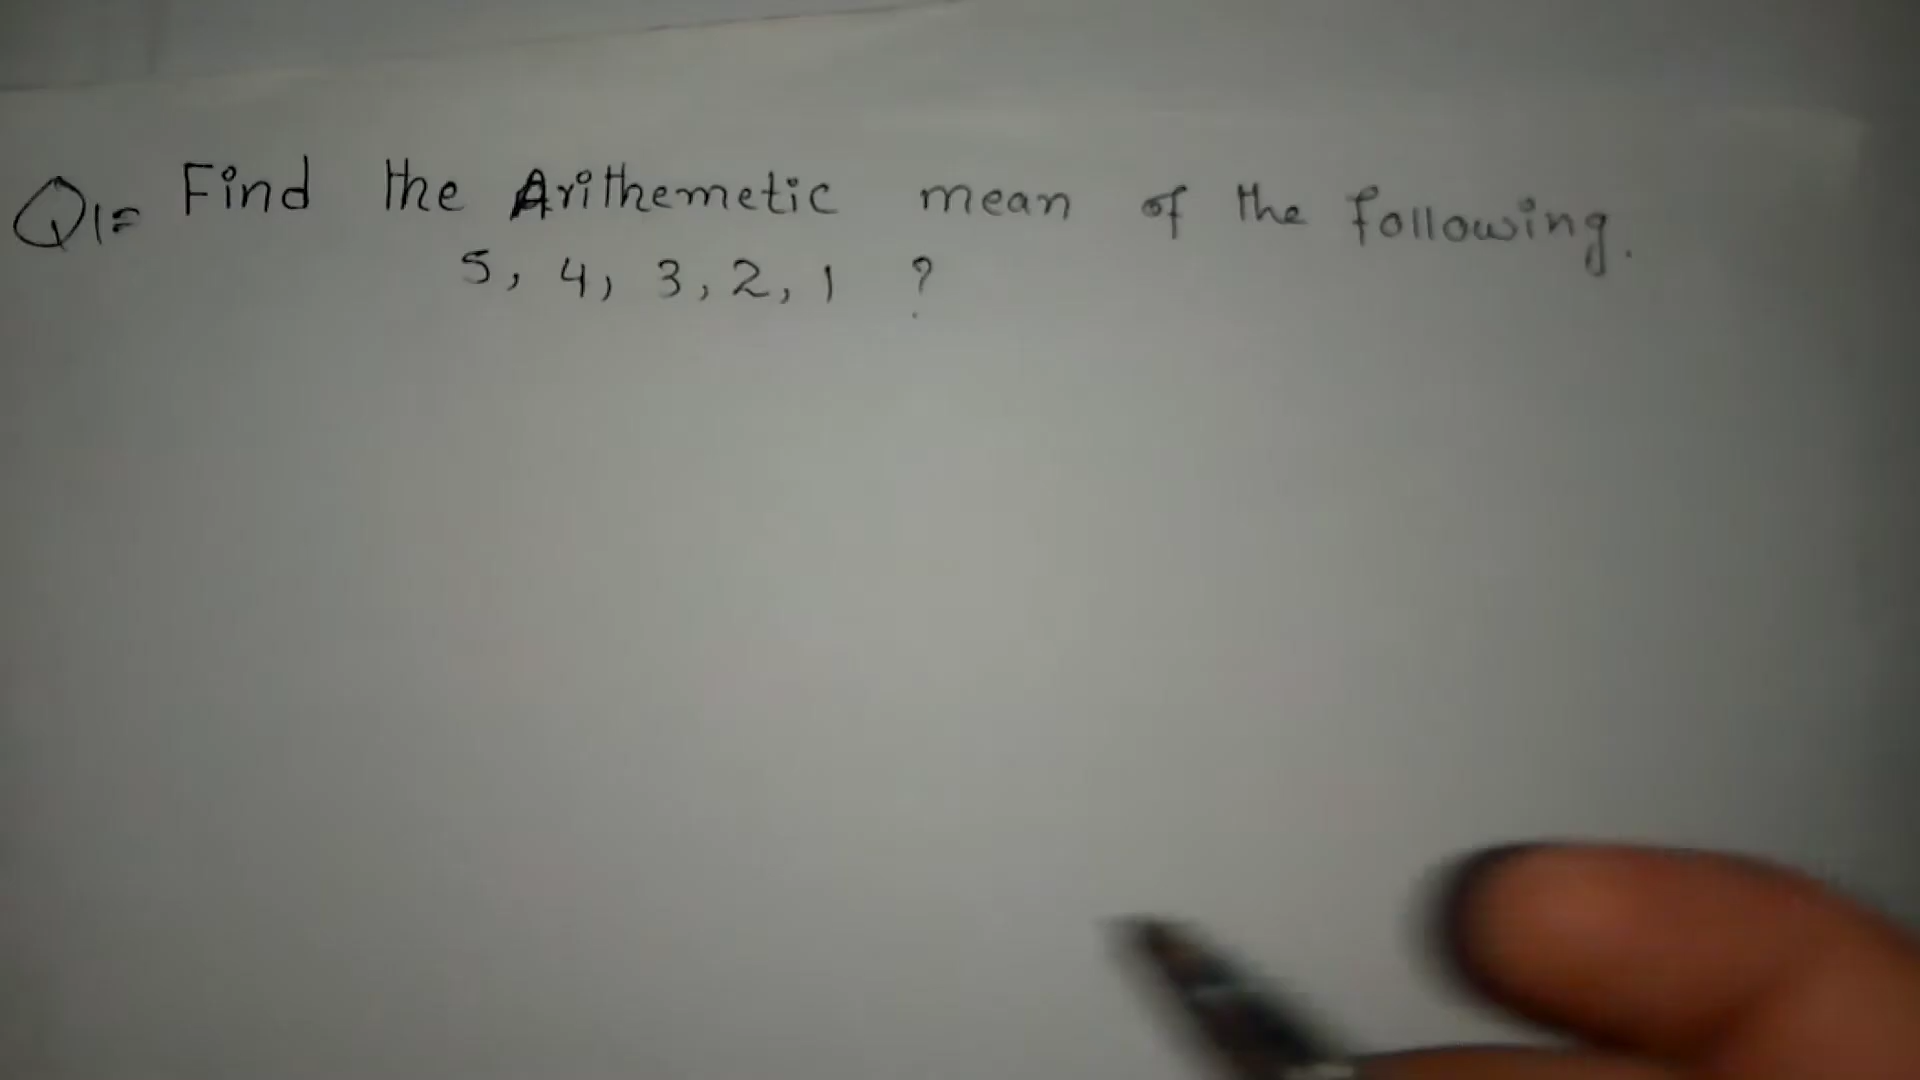 Q1= Find the Arithemetic mean of the following.
5, 4, 3, 2, 1 ?